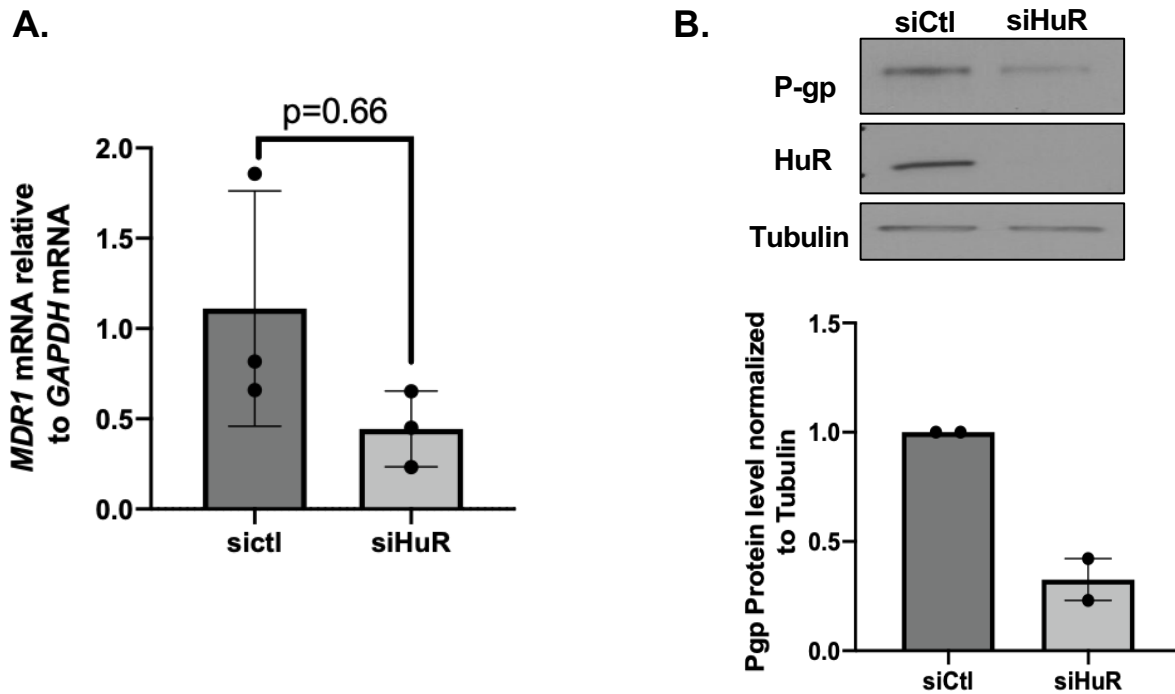 A.
p=0.66
MDR1 mRNA relative
to GAPDH mRNA
2.0
1.5
1.0
0.5
0.0
sictl
siHuR
B.
siCtl
siHuR
P-gp
HuR
Tubulin
Pgp Protein level normalized
to Tubulin
1.5
1.0
0.5
0.0
siCtl
siHuR